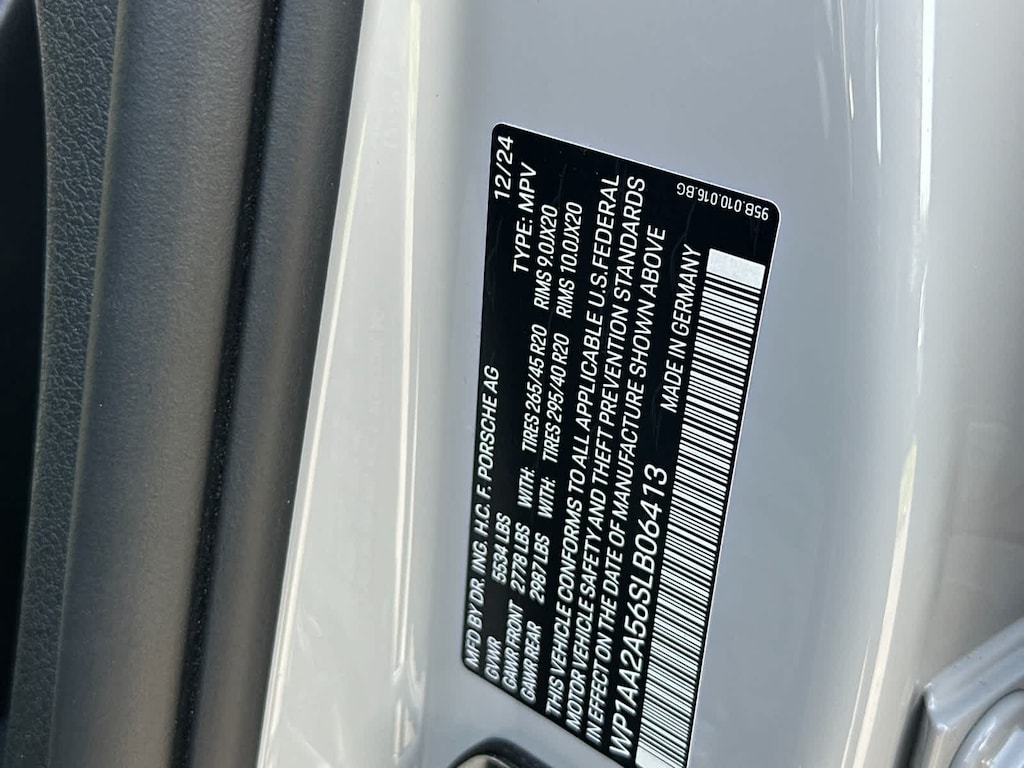 MFD BY DR. ING. H.C. F. PORSCHE AG 12/24
GVWR 5534 LBS TYPE: MPV
GAWR FRONT 2778 LBS WITH: TIRES 265/45 R20 RIMS 9.0JX20
GAWR REAR 2987 LBS WITH: TIRES 295/40 R20 RIMS 10.0JX20
THIS VEHICLE CONFORMS TO ALL APPLICABLE U.S. FEDERAL
MOTOR VEHICLE SAFETY AND THEFT PREVENTION STANDARDS
IN EFFECT ON THE DATE OF MANUFACTURE SHOWN ABOVE
WP1AA2A56SLB06413 MADE IN GERMANY
95B.010.016.BG